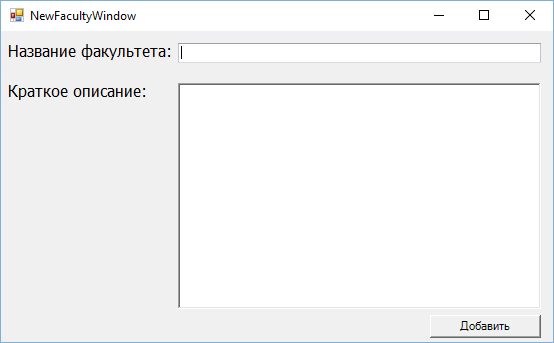 NewFacultyWindow
Название факультета:
Краткое описание:
Добавить